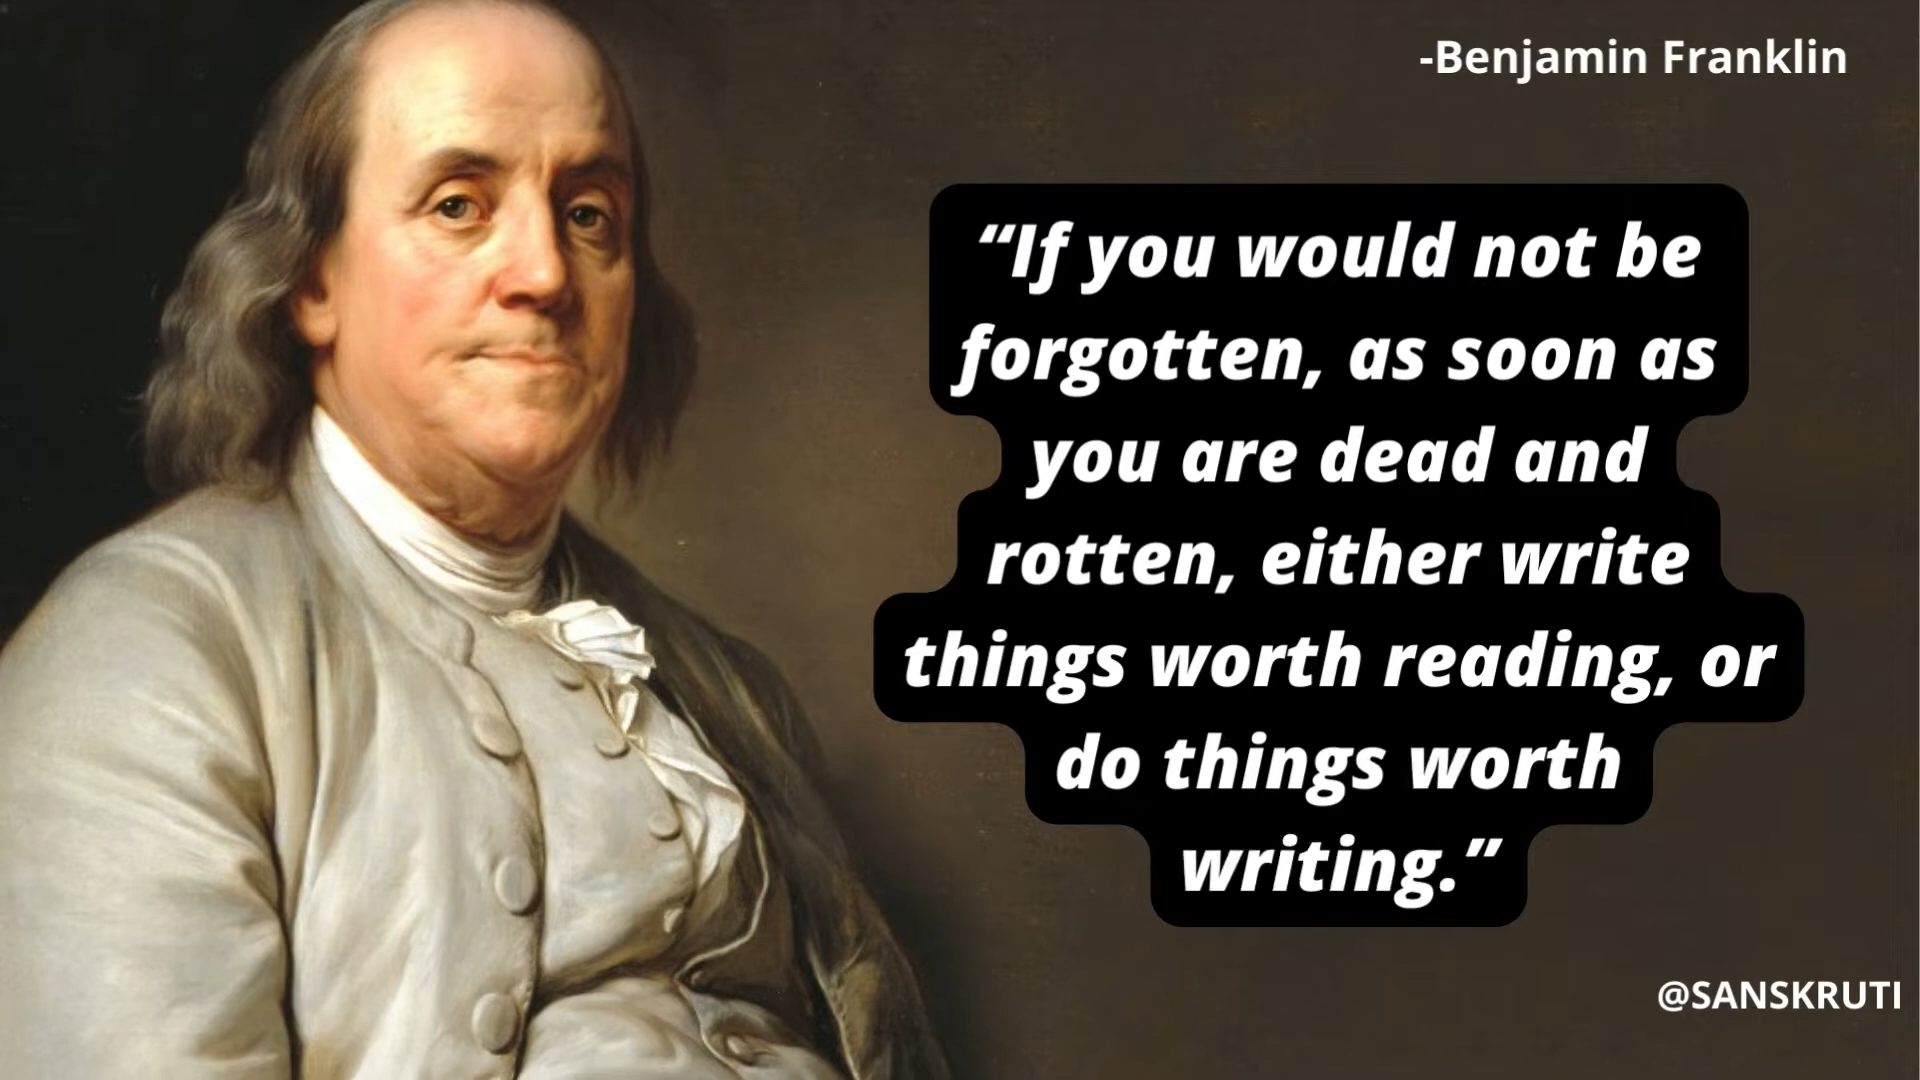 -Benjamin Franklin
“If you would not be
forgotten, as soon as
you are dead and
rotten, either write
things worth reading, or
do things worth
writing.”
@SANSKRUTI